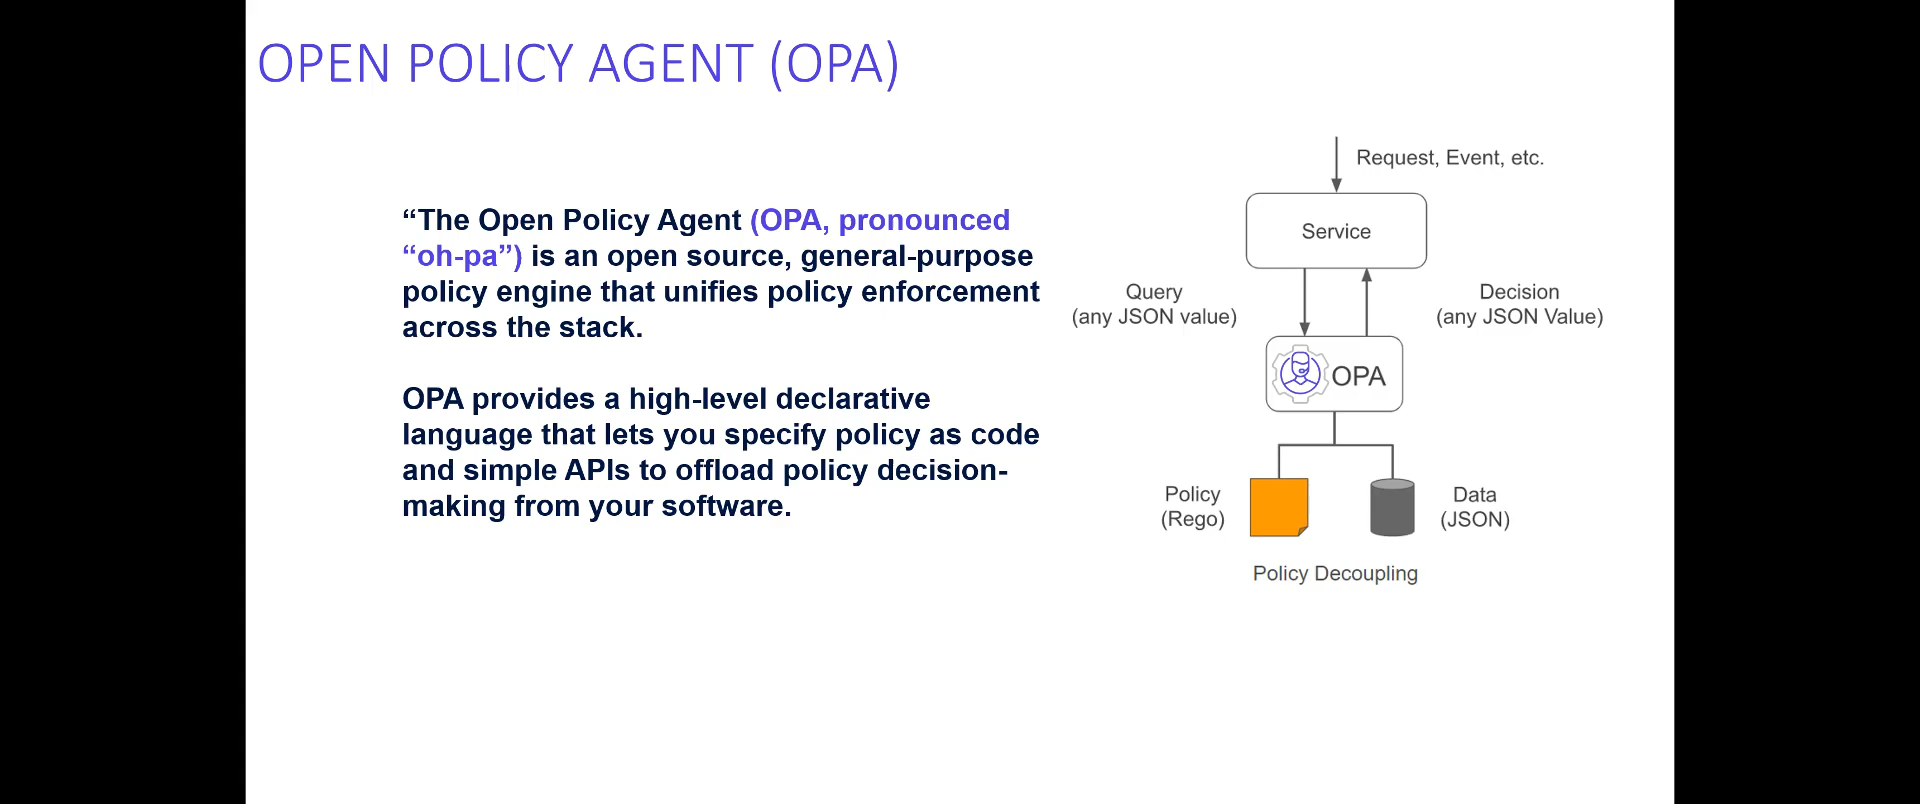 OPEN POLICY AGENT (OPA)
“The Open Policy Agent (OPA, pronounced
“oh-pa”) is an open source, general-purpose
policy engine that unifies policy enforcement
across the stack.
OPA provides a high-level declarative
language that lets you specify policy as code
and simple APIs to offload policy decision-
making from your software.
Request, Event, etc.
Service
Query
(any JSON value)
Decision
(any JSON Value)
OPA
Policy
(Rego)
Data
(JSON)
Policy Decoupling